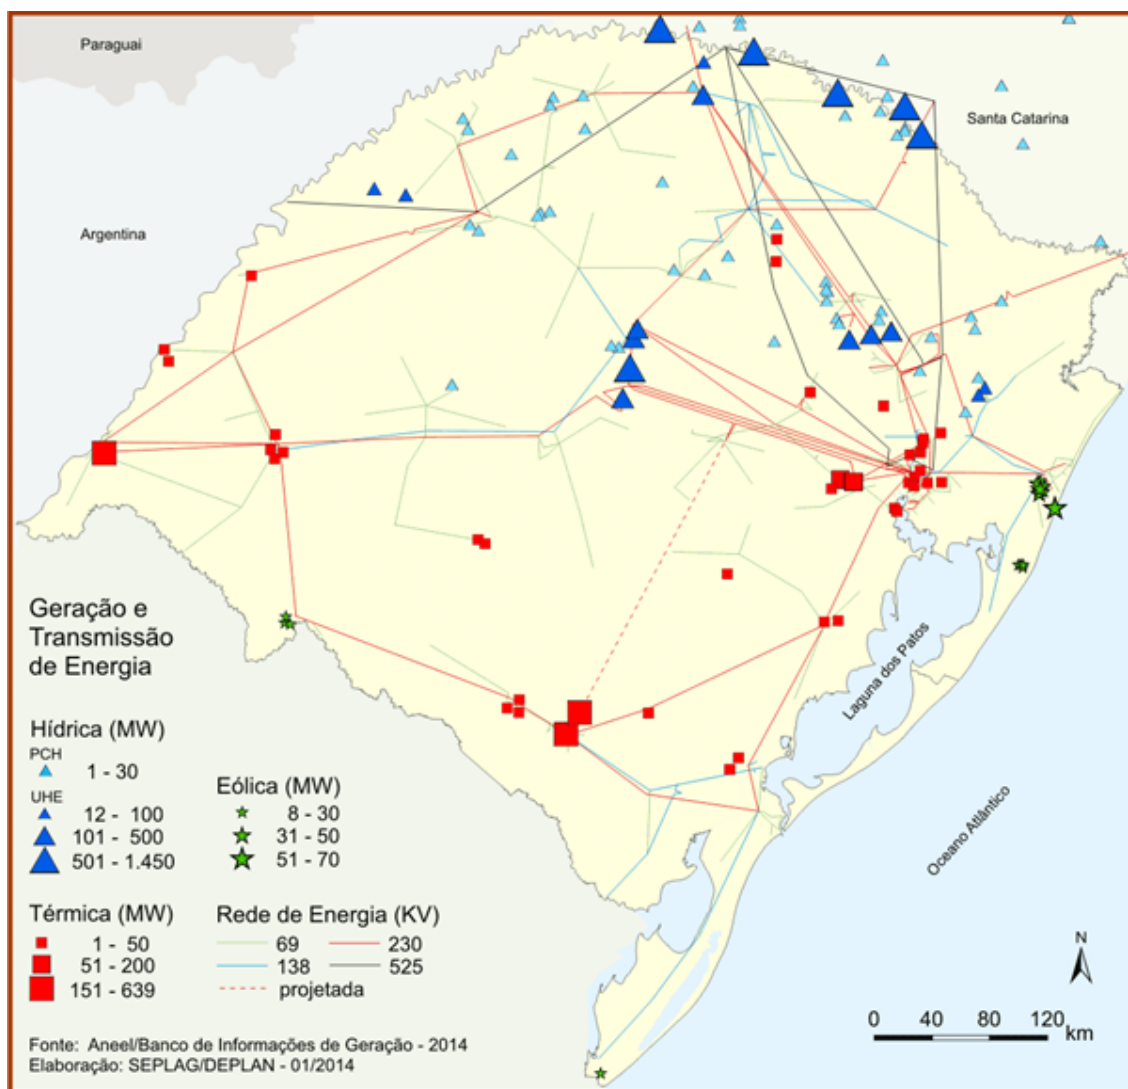 Paraguai
Santa Catarina
Argentina
Laguna dos Patos
Oceano Atlântico
Geração e
Transmissão
de Energia
Hídrica (MW)
PCH
1 - 30
UHE
12 - 100
101 - 500
501 - 1.450
Eólica (MW)
8 - 30
31 - 50
51 - 70
Térmica (MW)
1 - 50
51 - 200
151 - 639
Rede de Energia (KV)
69 230
138 525
projetada
N
0 40 80 120 km
Fonte: Aneel/Banco de Informações de Geração - 2014
Elaboração: SEPLAG/DEPLAN - 01/2014